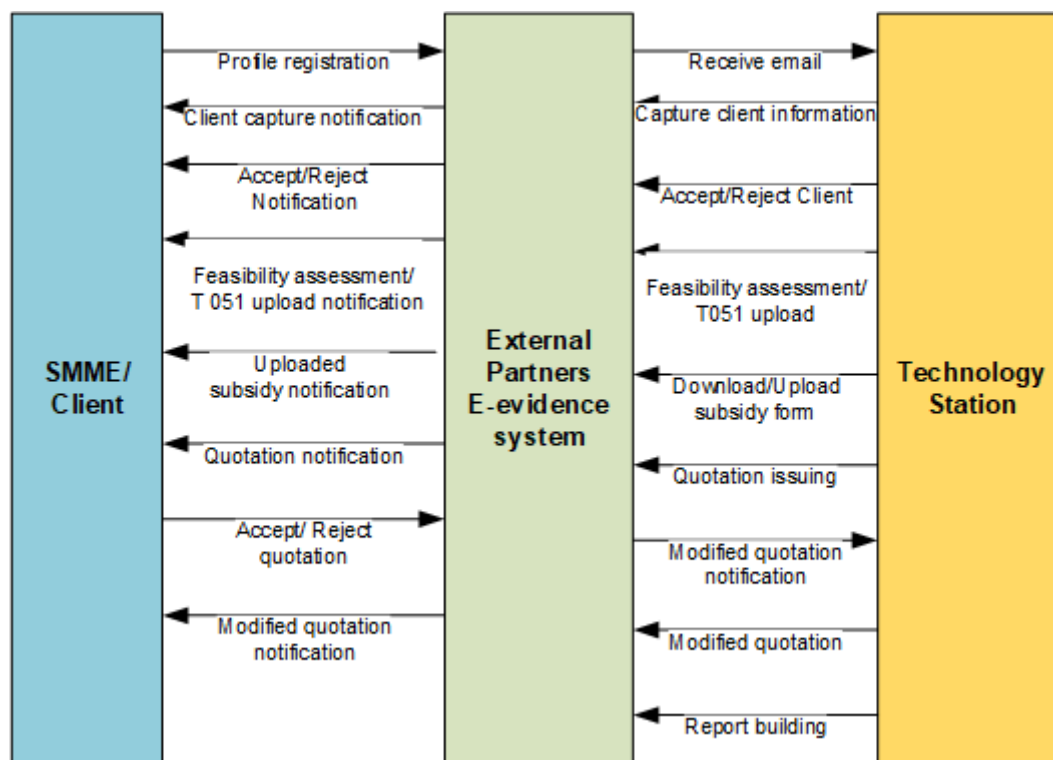 Profile registration
Receive email
Client capture notification
Capture client information
Accept/Reject
Notification
Accept/Reject Client
Feasibility assessment/
T 051 upload notification
Feasibility assessment/
T051 upload
SMME/
Client
External
Partners
E-evidence
system
Technology
Station
Uploaded
subsidy notification
Download/Upload
subsidy form
Quotation notification
Quotation issuing
Accept/ Reject
quotation
Modified quotation
notification
Modified quotation
notification
Modified quotation
Report building